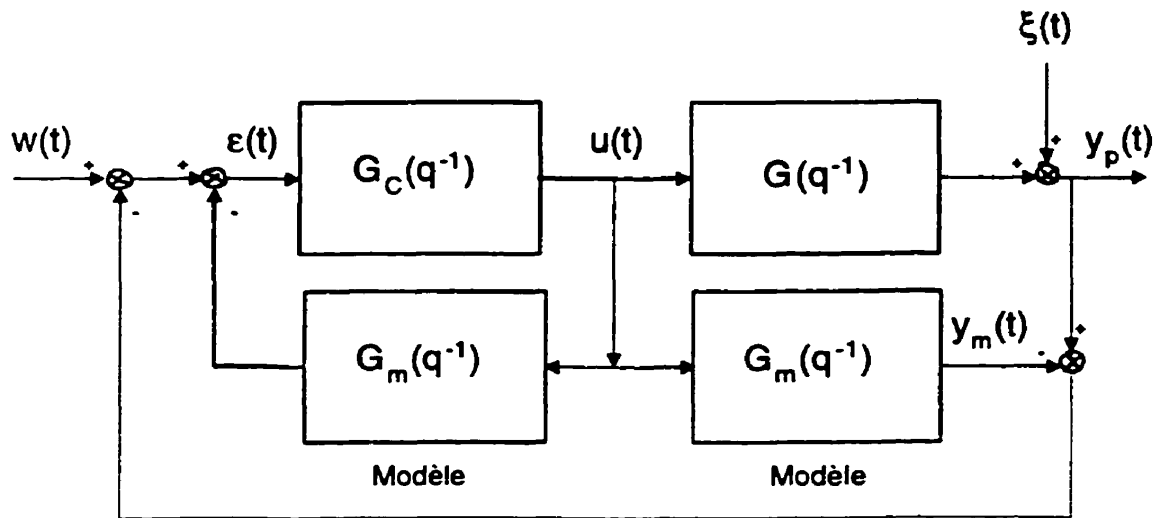 ξ(t)
w(t)
+
+
ε(t)
G_C(q⁻¹)
u(t)
G(q⁻¹)
+
+
y_p(t)
-
-
G_m(q⁻¹)
G_m(q⁻¹)
y_m(t)
-
+
Modèle
Modèle